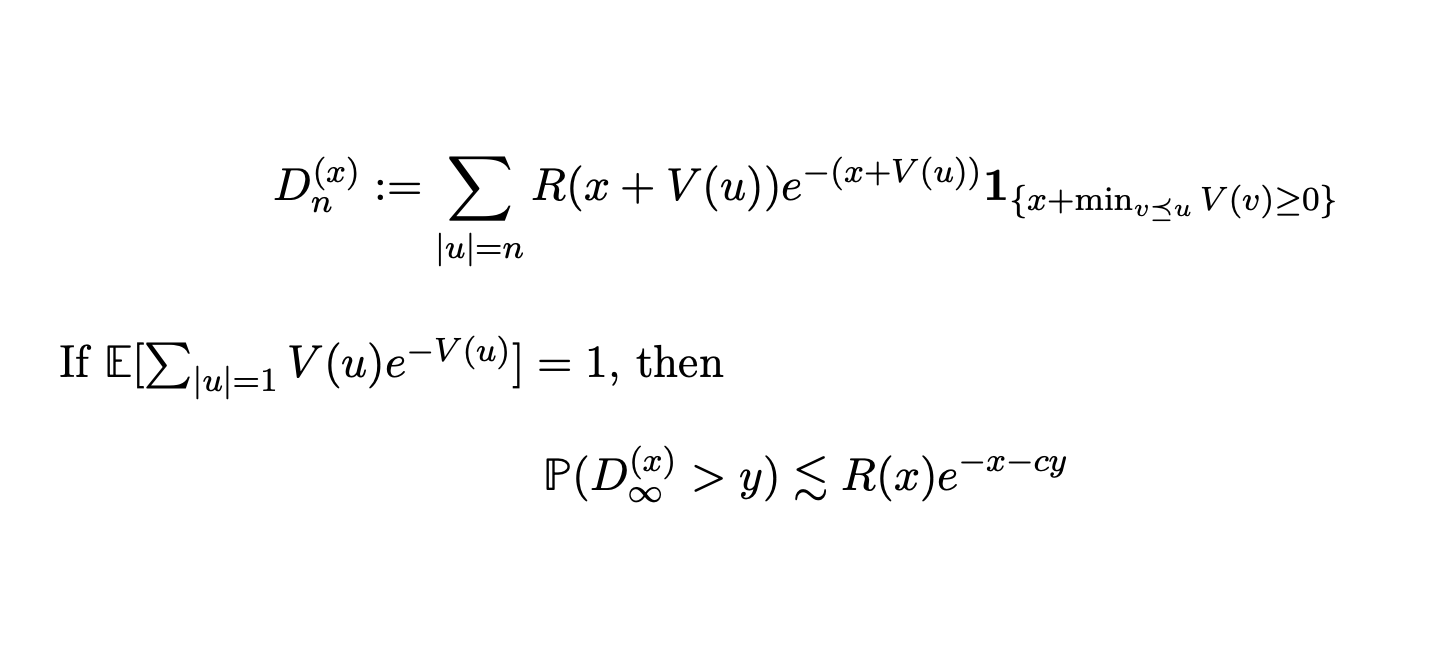 $$D_n^{(x)} := \sum_{|u|=n} R(x+V(u))e^{-(x+V(u))}\mathbf{1}_{\{x+\min_{v \preceq u} V(v) \geq 0\}}$$
If $\mathbb{E}[\sum_{|u|=1} V(u)e^{-V(u)}] = 1$, then
$$\mathbb{P}(D_\infty^{(x)} > y) \lesssim R(x)e^{-x-cy}$$